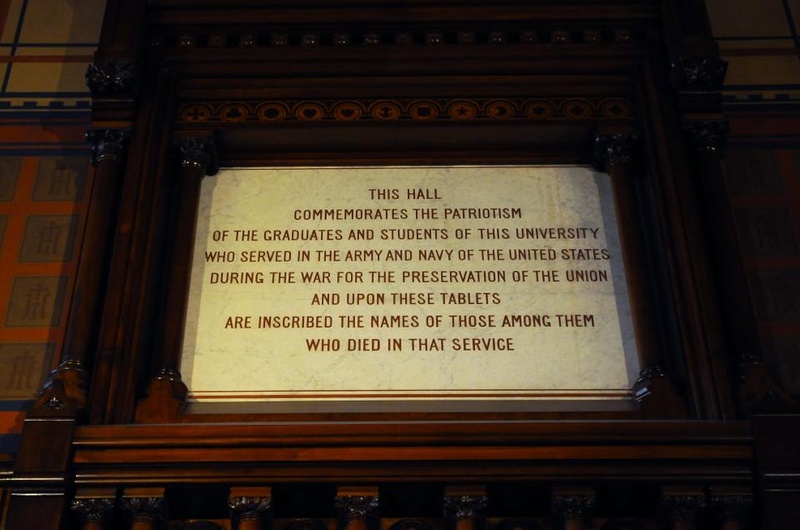 THIS HALL
COMMEMORATES THE PATRIOTISM
OF THE GRADUATES AND STUDENTS OF THIS UNIVERSITY
WHO SERVED IN THE ARMY AND NAVY OF THE UNITED STATES
DURING THE WAR FOR THE PRESERVATION OF THE UNION
AND UPON THESE TABLETS
ARE INSCRIBED THE NAMES OF THOSE AMONG THEM
WHO DIED IN THAT SERVICE